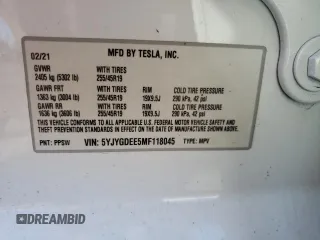 02/21 MFD BY TESLA, INC.
GVWR WITH TIRES
2405 kg (5302 lb) 255/45R19
GAWR FRT WITH TIRES RIM COLD TIRE PRESSURE
1363 kg (3004 lb) 255/45R19 19X9.5J 290 kPa, 42 psi
GAWR RR WITH TIRES RIM COLD TIRE PRESSURE
1636 kg (3606 lb) 255/45R19 19X9.5J 290 kPa, 42 psi
THIS VEHICLE CONFORMS TO ALL APPLICABLE U.S. FEDERAL MOTOR VEHICLE
SAFETY AND THEFT PREVENTION STANDARDS IN EFFECT ON THE DATE OF
MANUFACTURE SHOWN ABOVE.
PNT: PPSW VIN: 5YJYGDEE5MF118045 TYPE: MPV
DREAMBID